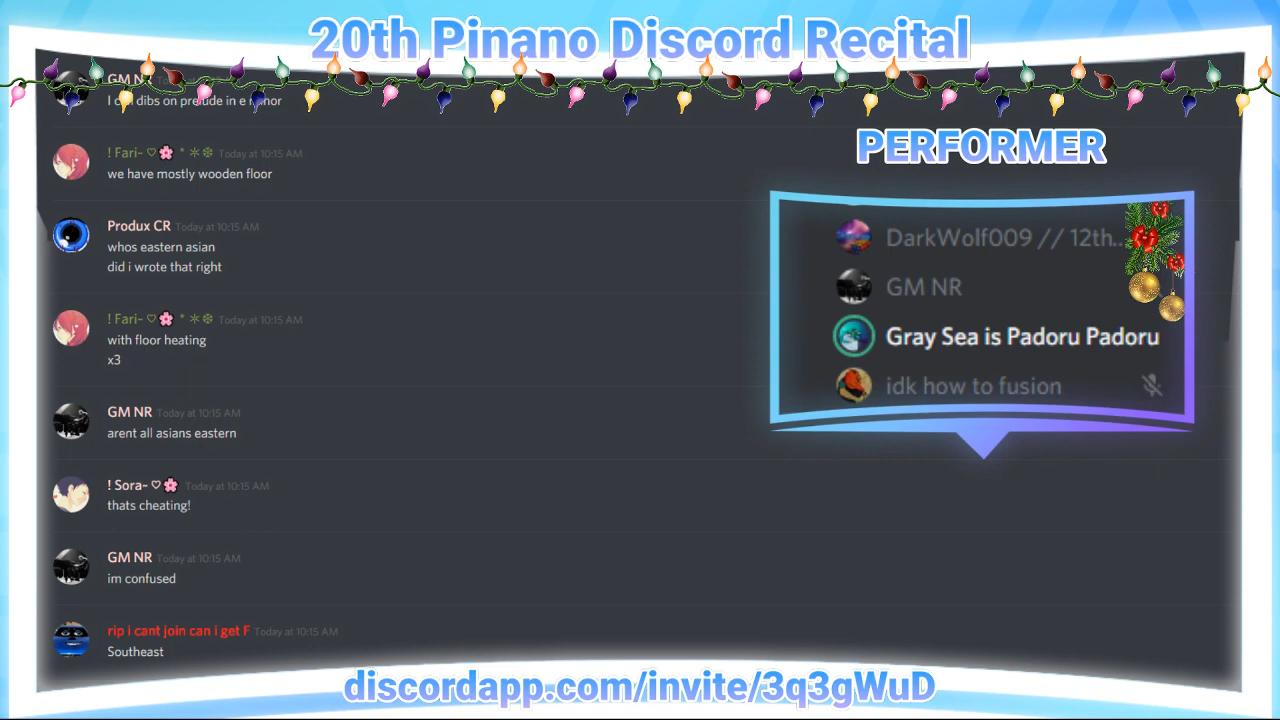 20th Pinano Discord Recital
GM NR
I call dibs on prelude in e minor
! Fari~ ♡🌸 * ✳❄ Today at 10:15 AM
we have mostly wooden floor
Produx CR Today at 10:15 AM
whos eastern asian
did i wrote that right
! Fari~ ♡🌸 * ✳❄ Today at 10:15 AM
with floor heating
x3
GM NR Today at 10:15 AM
arent all asians eastern
! Sora~ ♡🌸 Today at 10:15 AM
thats cheating!
GM NR Today at 10:15 AM
im confused
rip i cant join can i get F Today at 10:15 AM
Southeast
PERFORMER
DarkWolf009 // 12th...
GM NR
Gray Sea is Padoru Padoru
idk how to fusion
discordapp.com/invite/3q3gWuD